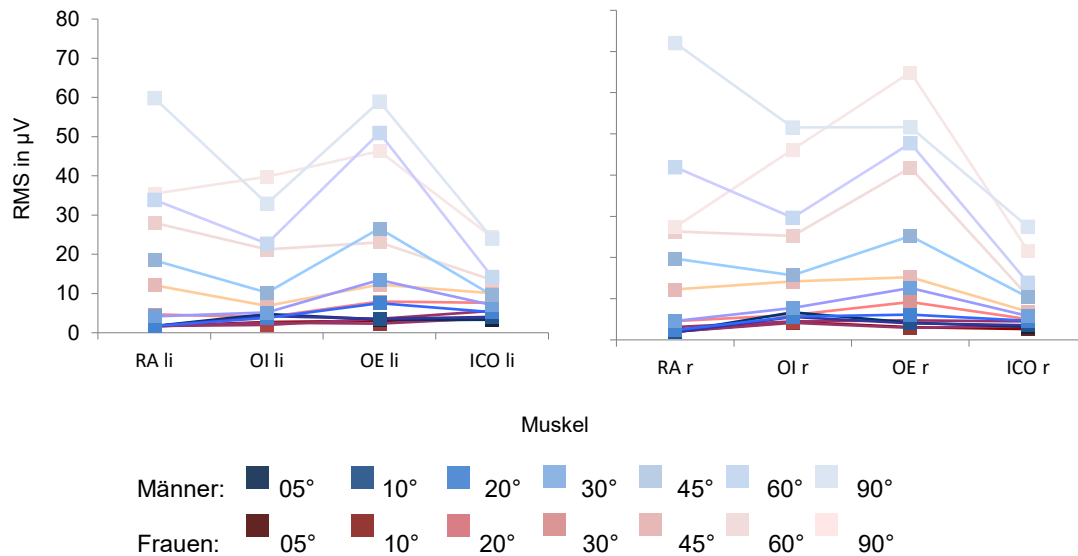 80
70
60
50
40
30
20
10
0
RMS in µV
RA li OI li OE li ICO li
RA r OI r OE r ICO r
Muskel
Männer: 05° 10° 20° 30° 45° 60° 90°
Frauen: 05° 10° 20° 30° 45° 60° 90°